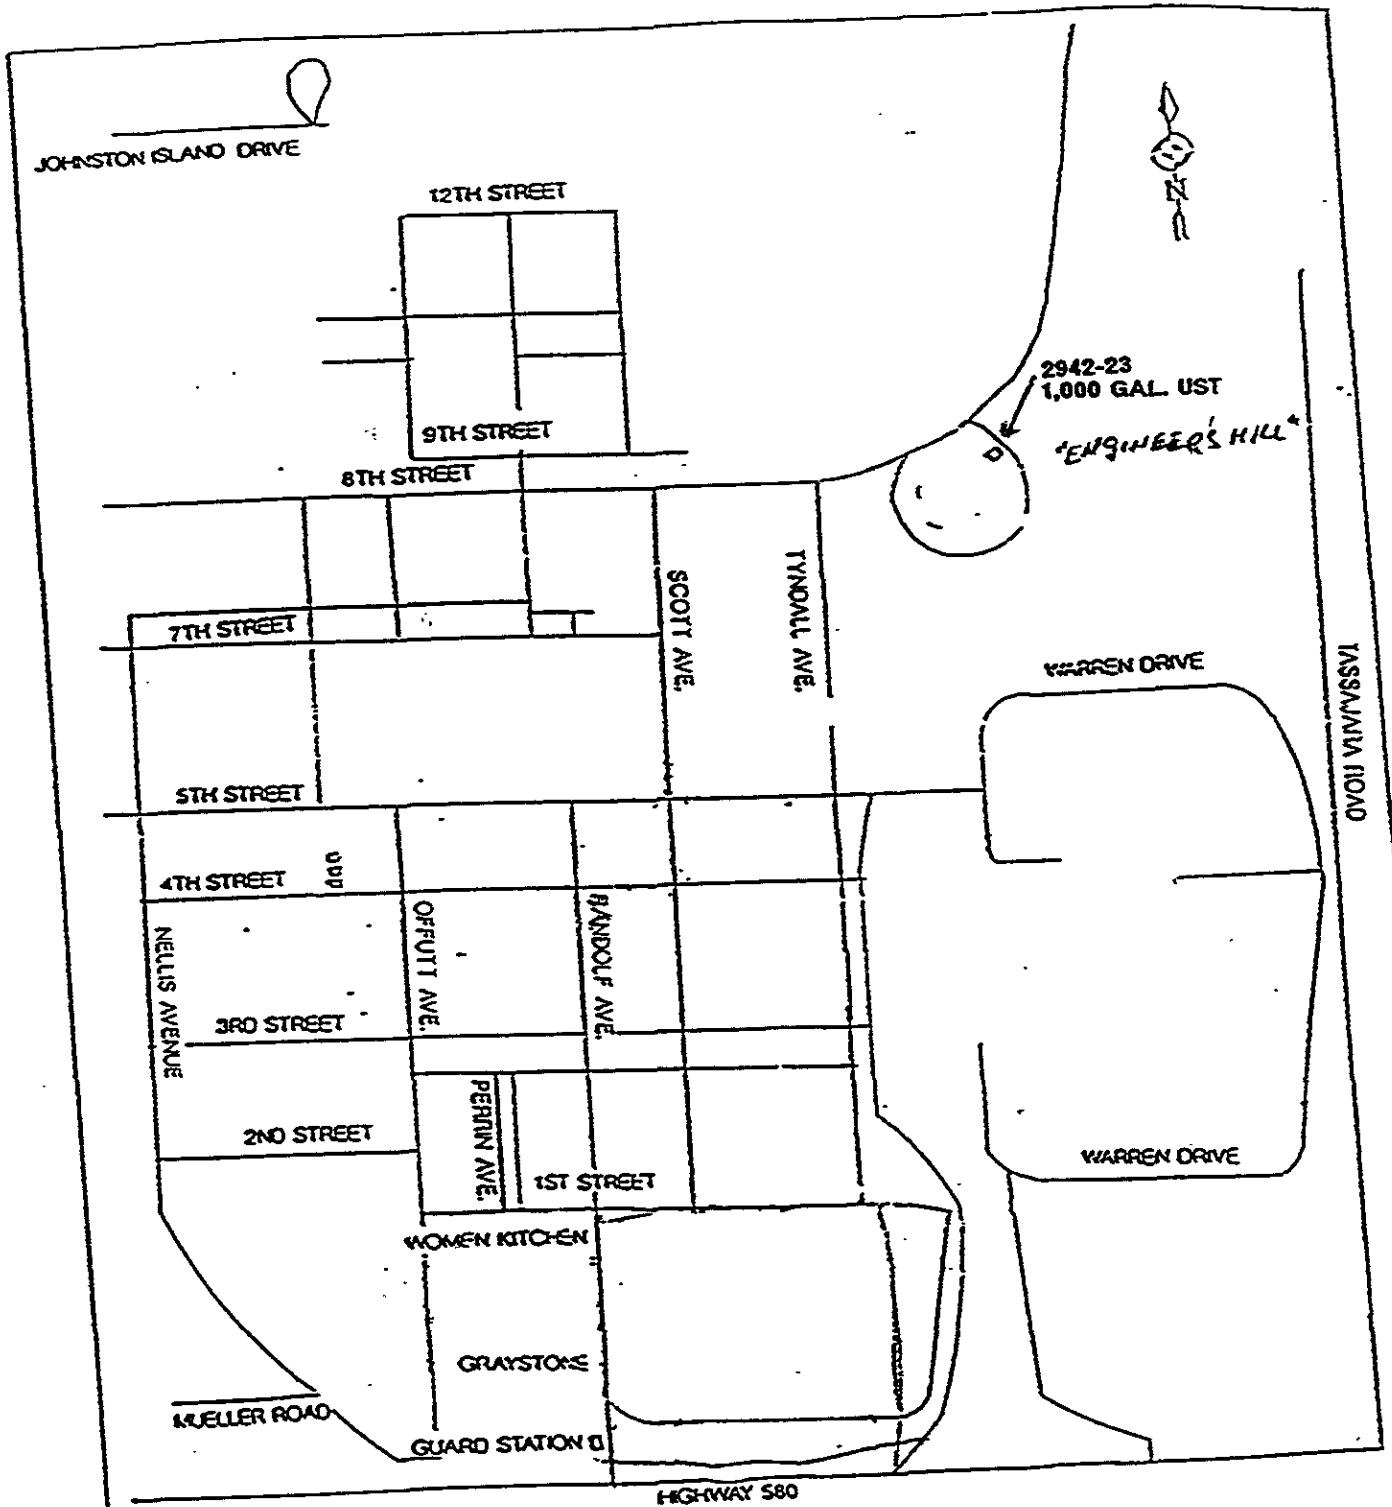 JOHNSTON ISLAND DRIVE
12TH STREET
N
2942-23
1,000 GAL. UST
"ENGINEER'S HILL"
9TH STREET
8TH STREET
SCOTT AVE.
TYNDALL AVE.
7TH STREET
WARREN DRIVE
TASSAJARA ROAD
5TH STREET
4TH STREET
NELLIS AVENUE
OFFUTT AVE.
RANDOLF AVE.
3RD STREET
PERRIN AVE.
2ND STREET
1ST STREET
WARREN DRIVE
WOMEN KITCHEN
GRAYSTONE
MUELLER ROAD
GUARD STATION
HIGHWAY 580